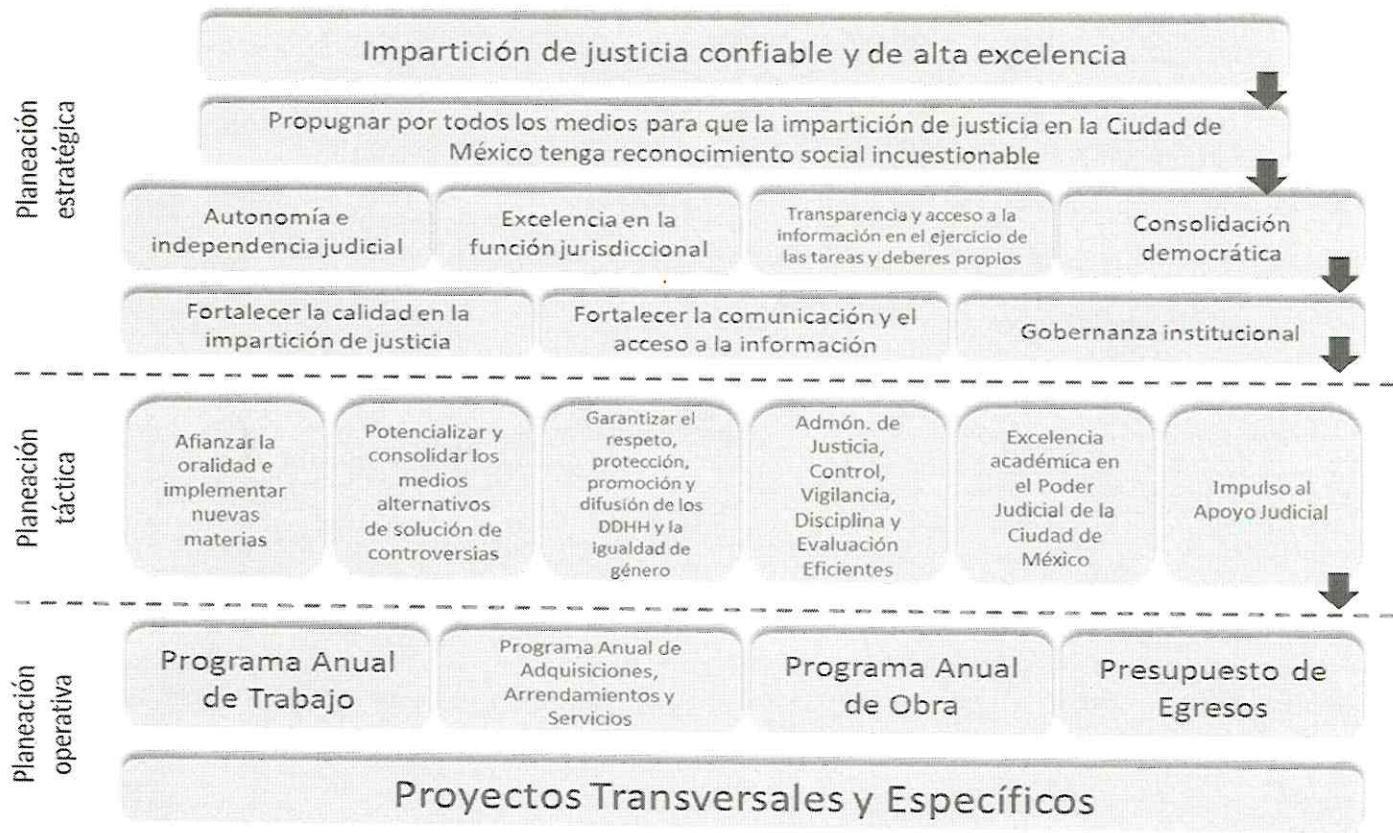 Planeación
estratégica
Impartición de justicia confiable y de alta excelencia
Propugnar por todos los medios para que la impartición de justicia en la Ciudad de
México tenga reconocimiento social incuestionable
Autonomía e
independencia judicial
Excelencia en la
función jurisdiccional
Transparencia y acceso a la
información en el ejercicio de
las tareas y deberes propios
Consolidación
democrática
Fortalecer la calidad en la
impartición de justicia
Fortalecer la comunicación y el
acceso a la información
Gobernanza institucional
Planeación
táctica
Afianzar la
oralidad e
implementar
nuevas
materias
Potencializar y
consolidar los
medios
alternativos
de solución de
controversias
Garantizar el
respeto,
protección,
promoción y
difusión de los
DDHH y la
igualdad de
género
Admón. de
Justicia,
Control,
Vigilancia,
Disciplina y
Evaluación
Eficientes
Excelencia
académica en
el Poder
Judicial de la
Ciudad de
México
Impulso al
Apoyo Judicial
Planeación
operativa
Programa Anual
de Trabajo
Programa Anual de
Adquisiciones,
Arrendamientos y
Servicios
Programa Anual
de Obra
Presupuesto de
Egresos
Proyectos Transversales y Específicos